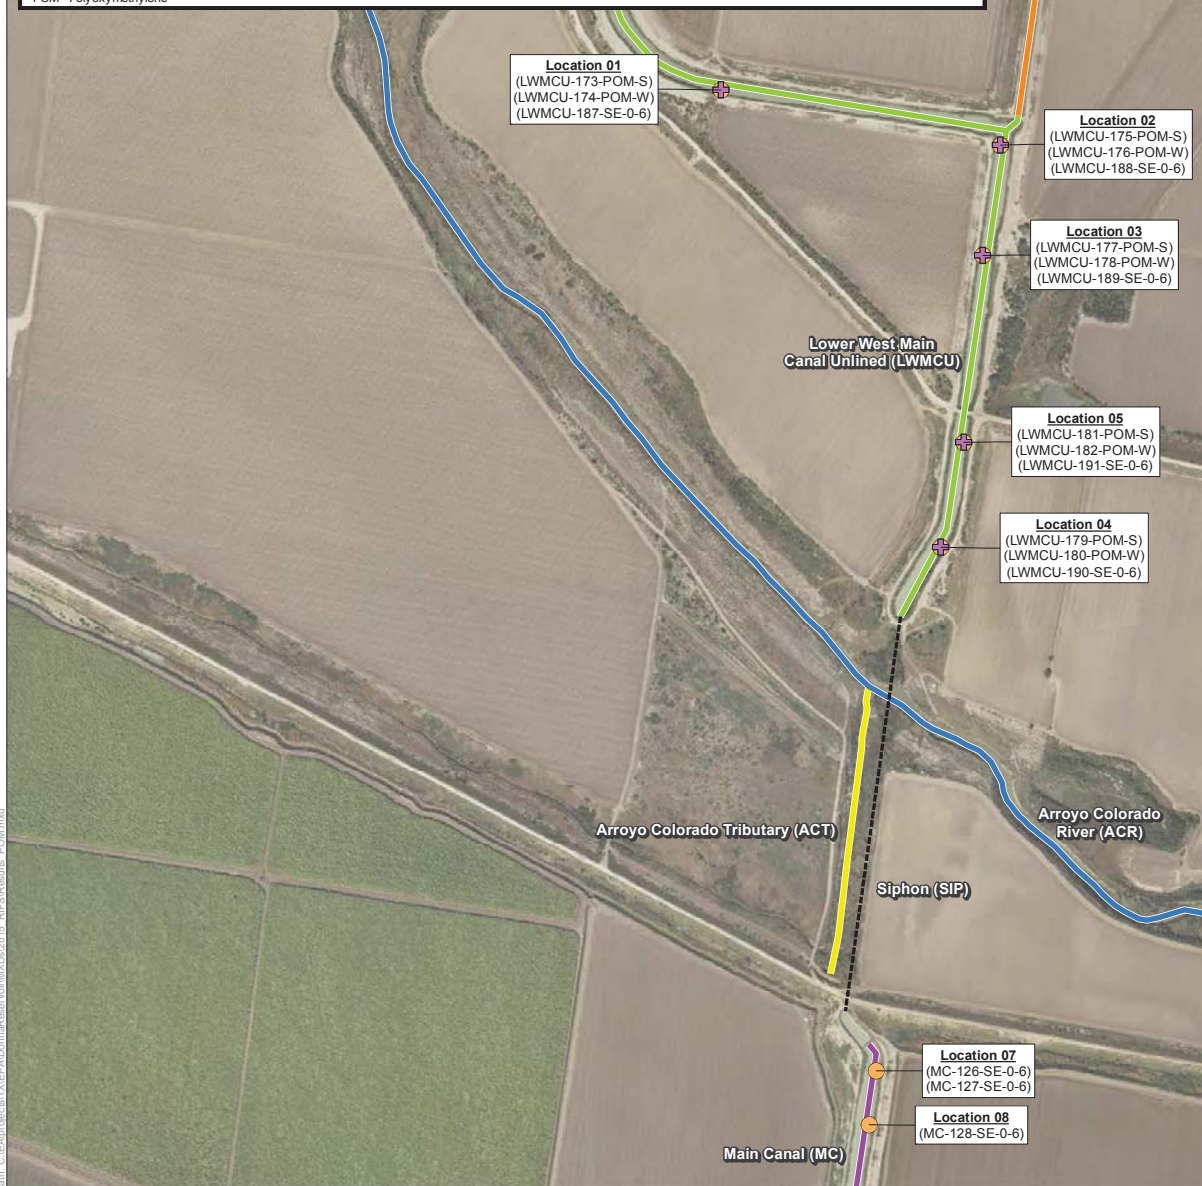 POM - Polyoxymethylene
Location 01
(LWMCU-173-POM-S)
(LWMCU-174-POM-W)
(LWMCU-187-SE-0-6)
Location 02
(LWMCU-175-POM-S)
(LWMCU-176-POM-W)
(LWMCU-188-SE-0-6)
Location 03
(LWMCU-177-POM-S)
(LWMCU-178-POM-W)
(LWMCU-189-SE-0-6)
Lower West Main
Canal Unlined (LWMCU)
Location 05
(LWMCU-181-POM-S)
(LWMCU-182-POM-W)
(LWMCU-191-SE-0-6)
Location 04
(LWMCU-179-POM-S)
(LWMCU-180-POM-W)
(LWMCU-190-SE-0-6)
Arroyo Colorado Tributary (ACT)
Arroyo Colorado
River (ACR)
Siphon (SIP)
Location 07
(MC-126-SE-0-6)
(MC-127-SE-0-6)
Location 08
(MC-128-SE-0-6)
Main Canal (MC)